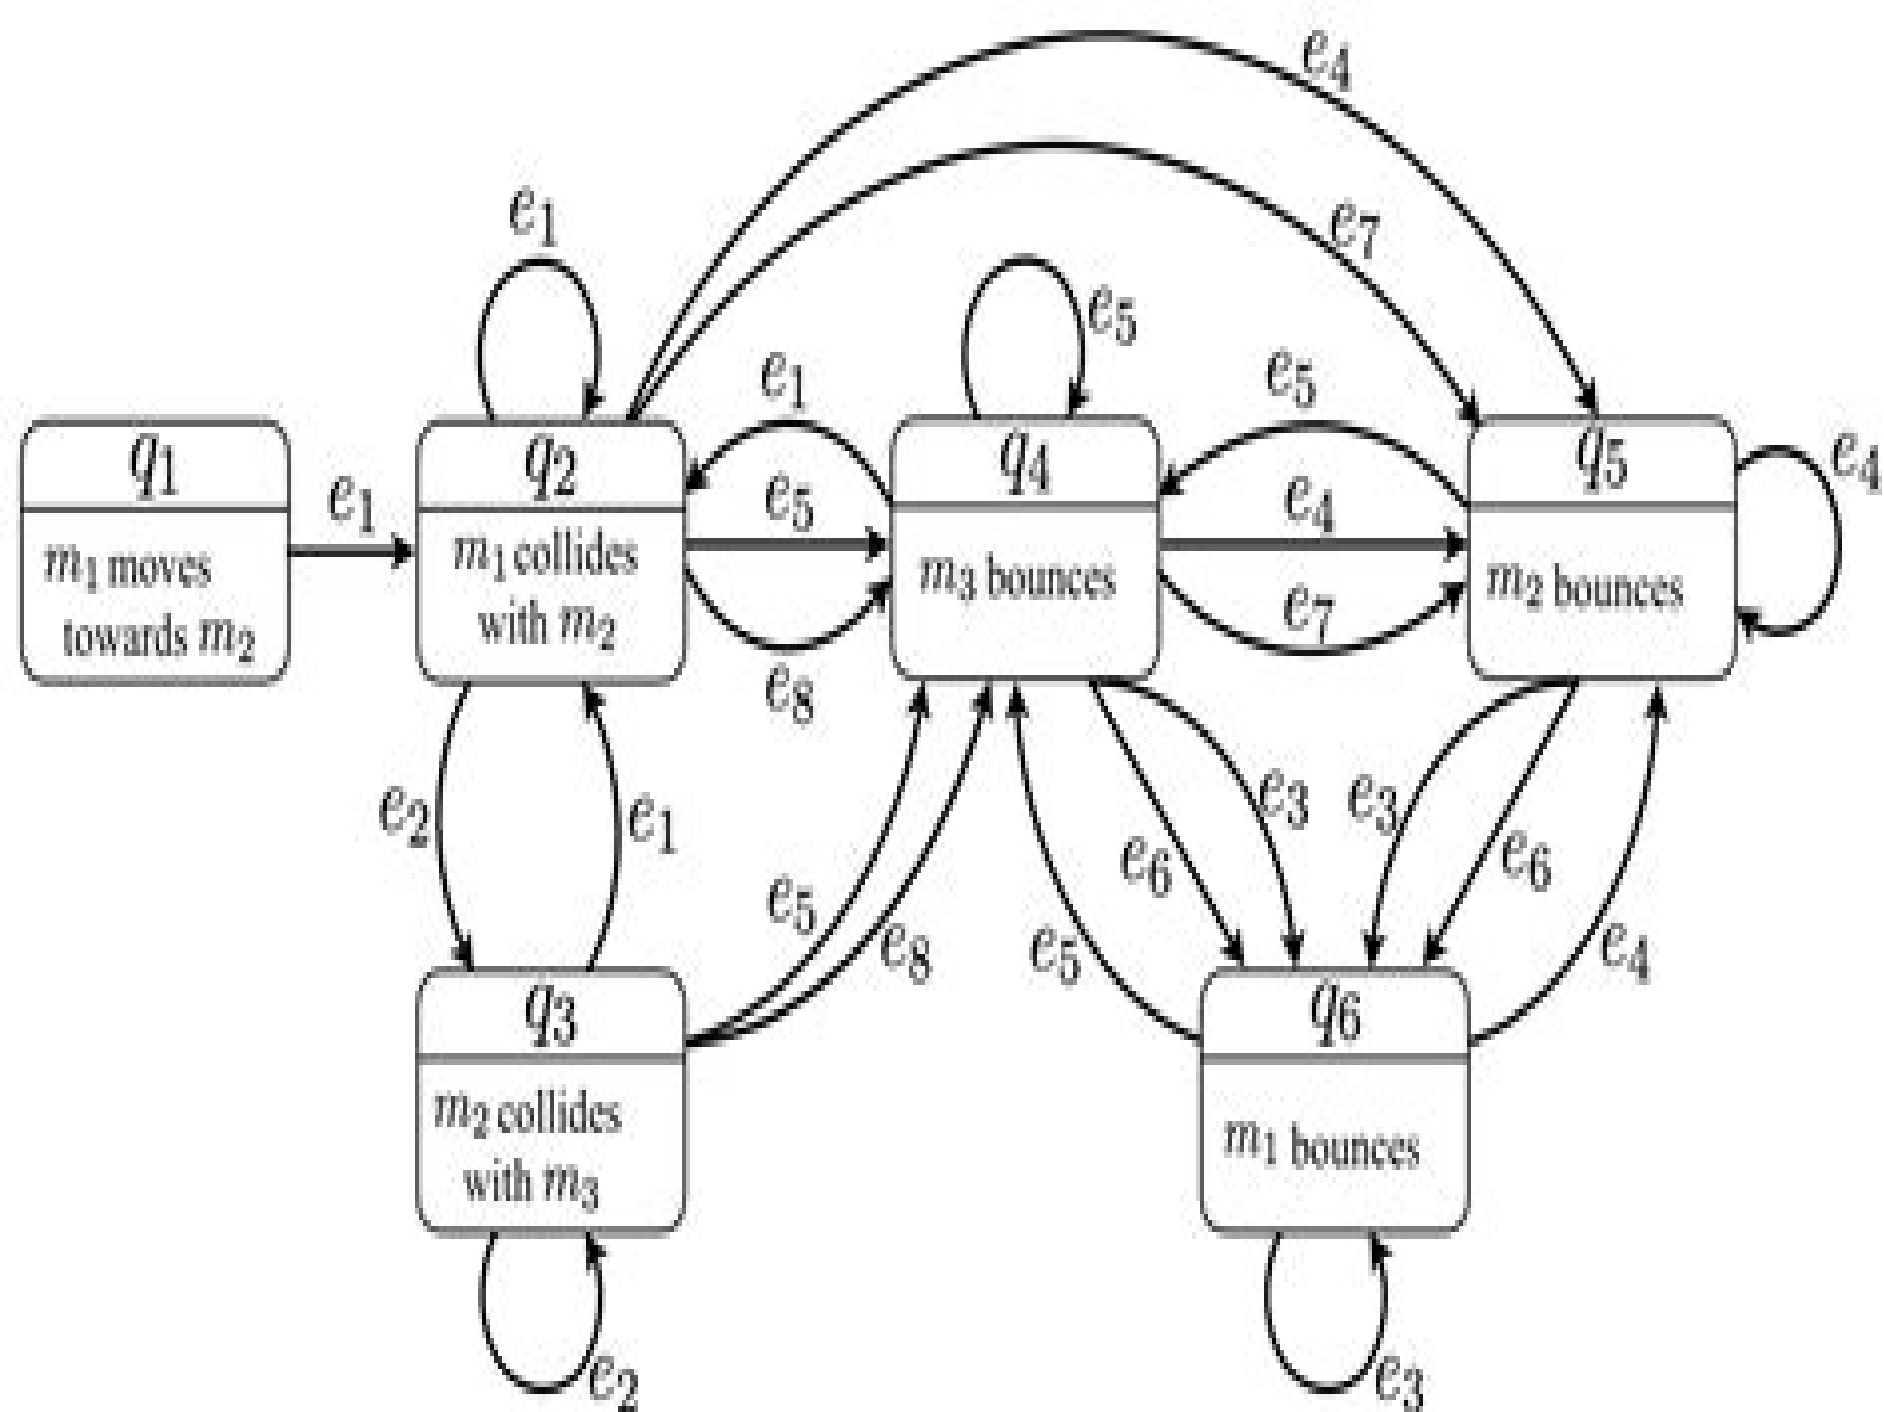 e4
e7
e1
e5
e1
e5
e4
q1
q2
q4
q5
e1
e5
e4
m1 moves
towards m2
m1 collides
with m2
m3 bounces
m2 bounces
e8
e7
e2
e1
e3
e3
e6
e6
e5
e8
e5
e4
q3
q6
m2 collides
with m3
m1 bounces
e2
e3